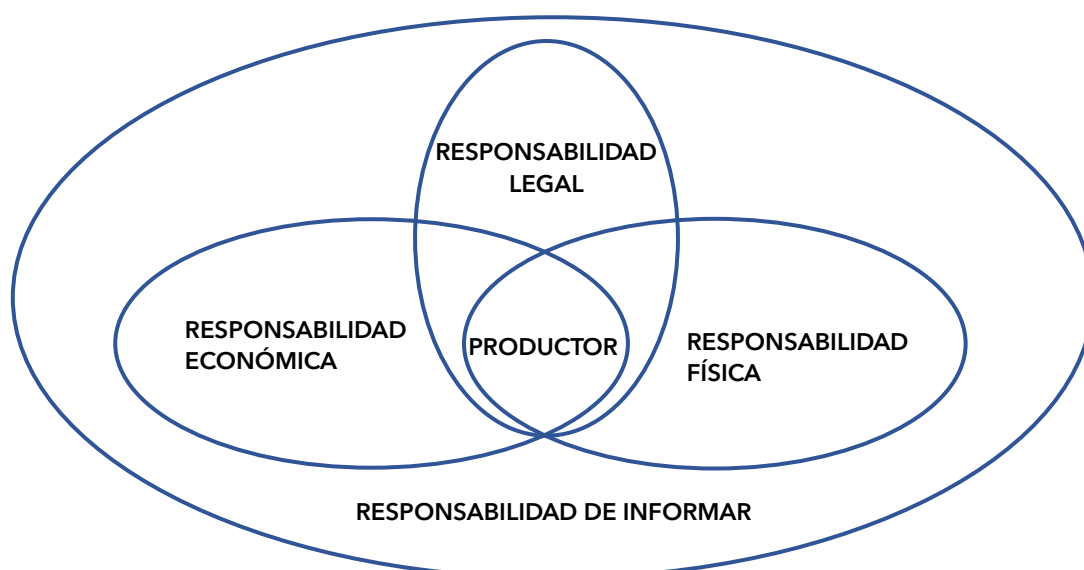 RESPONSABILIDAD
LEGAL
RESPONSABILIDAD
ECONÓMICA
PRODUCTOR
RESPONSABILIDAD
FÍSICA
RESPONSABILIDAD DE INFORMAR